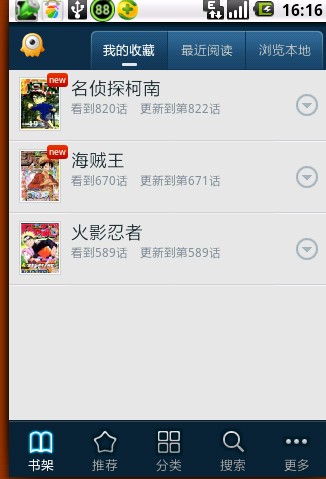 88
E
16:16
我的收藏
最近阅读
浏览本地
new
名侦探柯南
看到820话 更新到第822话
new
海贼王
看到670话 更新到第671话
火影忍者
看到589话 更新到第589话
书架
推荐
分类
搜索
更多